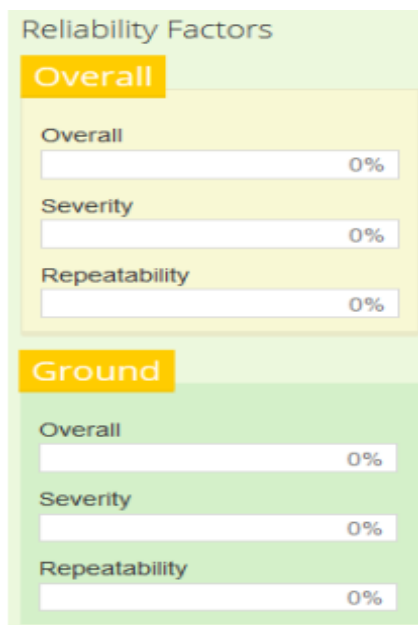 Reliability Factors
Overall
Overall
0%
Severity
0%
Repeatability
0%
Ground
Overall
0%
Severity
0%
Repeatability
0%